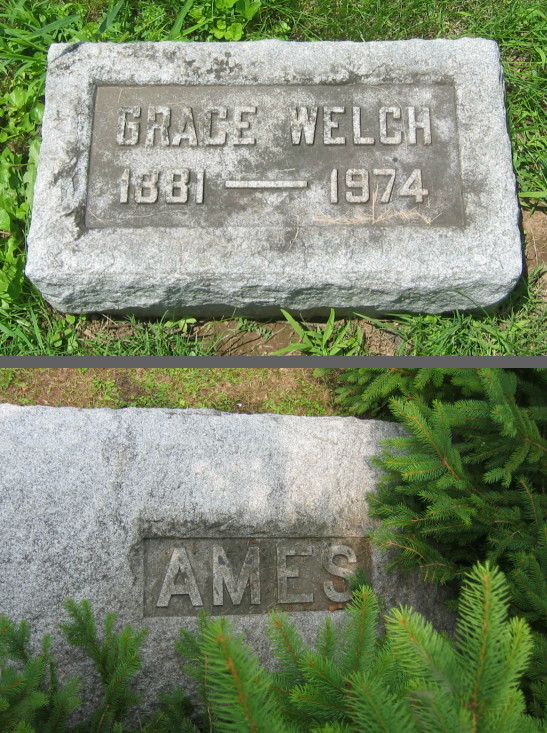 GRACE WELCH
1881 — 1974
AMES